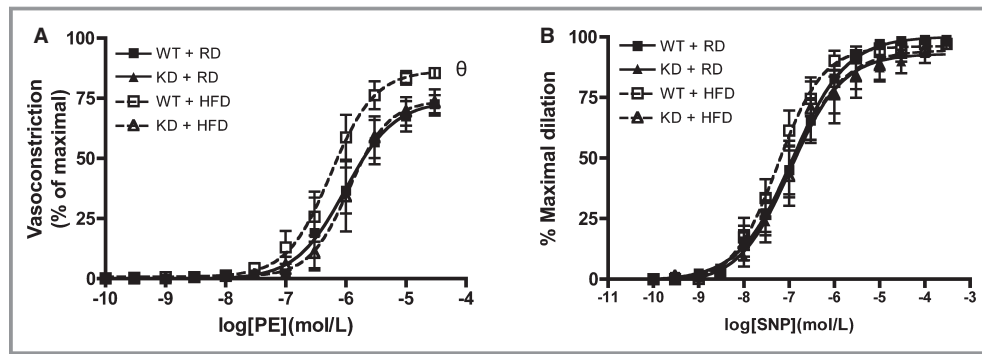 A
B
100
75
50
25
0
Vasoconstriction
(% of maximal)
WT + RD
KD + RD
WT + HFD
KD + HFD
θ
-10 -9 -8 -7 -6 -5 -4
log[PE](mol/L)
100
75
50
25
0
% Maximal dilation
WT + RD
KD + RD
WT + HFD
KD + HFD
-11 -10 -9 -8 -7 -6 -5 -4 -3
log[SNP](mol/L)